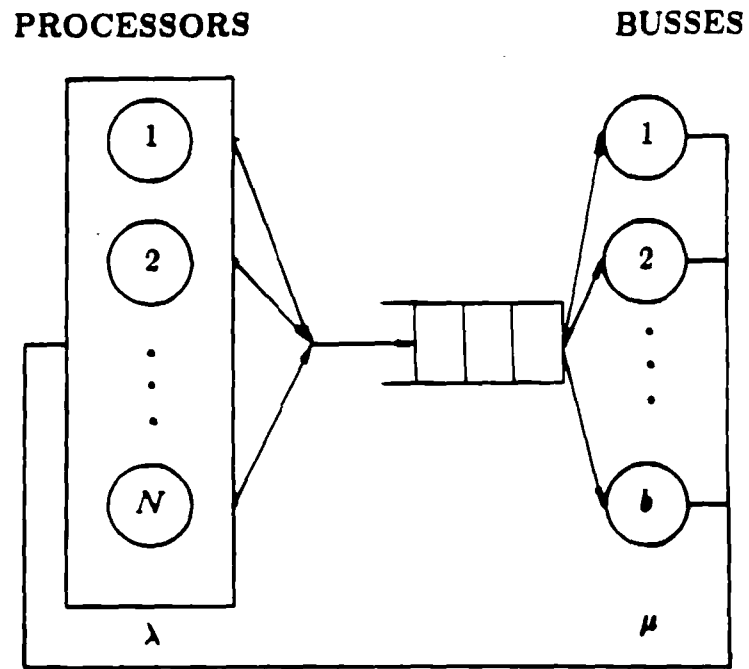 PROCESSORS BUSSES
1 1
2 2
N b
λ μ